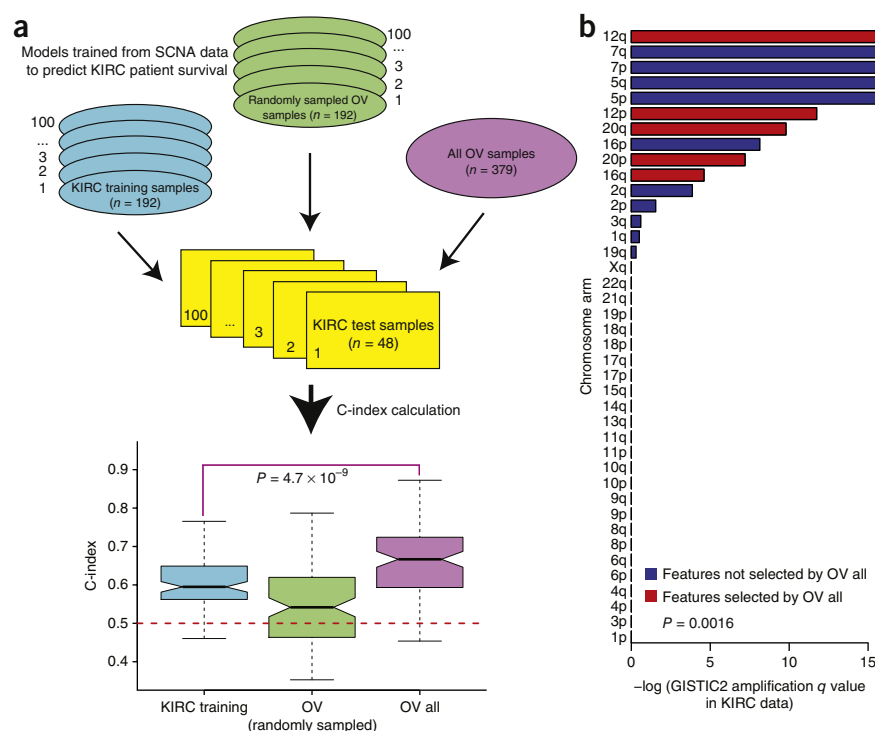 a
Models trained from SCNA data
to predict KIRC patient survival
100
...
3
2
1
Randomly sampled OV
samples (n = 192)
100
...
3
2
1
KIRC training samples
(n = 192)
All OV samples
(n = 379)
100
...
3
2
1
KIRC test samples
(n = 48)
C-index calculation
P = 4.7 × 10⁻⁹
C-index
0.9
0.8
0.7
0.6
0.5
0.4
KIRC training
OV
(randomly sampled)
OV all
b
Chromosome arm
12q
7q
7p
5q
5p
12p
20q
16p
20p
16q
2q
2p
3q
1q
19q
Xq
22q
21q
19p
18q
18p
17q
17p
15q
14q
13q
11q
11p
10q
10p
9q
9p
8q
8p
6q
6p
4q
4p
3p
1p
Features not selected by OV all
Features selected by OV all
P = 0.0016
0
5
10
15
–log (GISTIC2 amplification q value
in KIRC data)